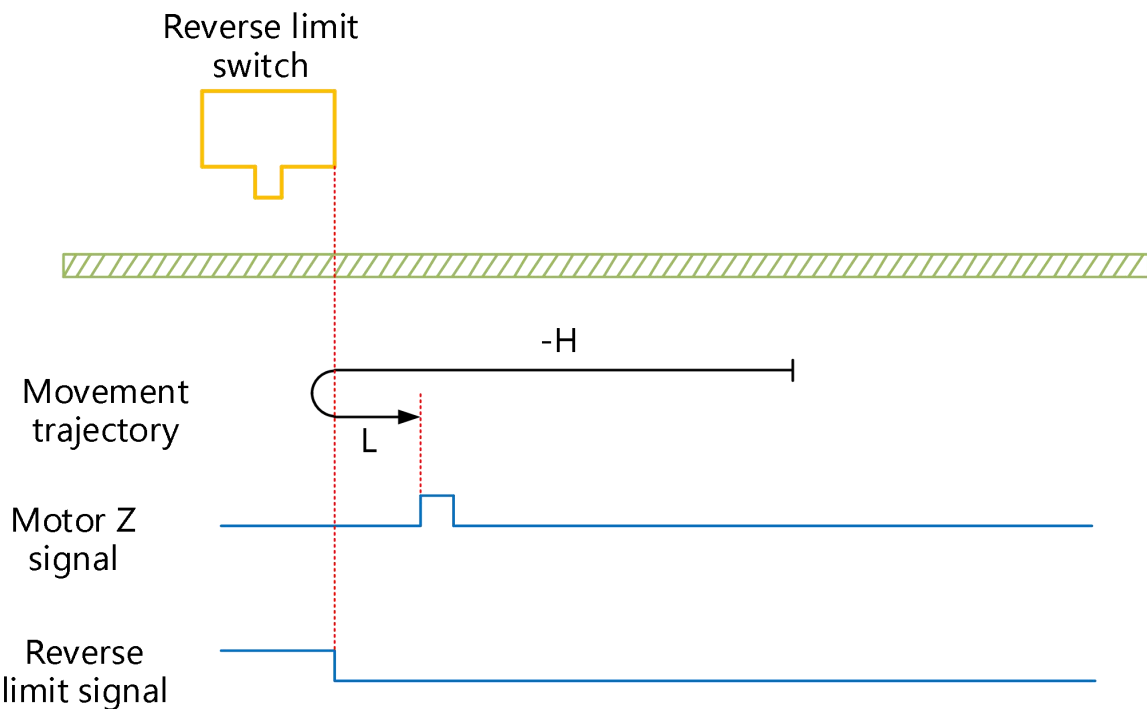 Reverse limit
switch
-H
Movement
trajectory
L
Motor Z
signal
Reverse
limit signal